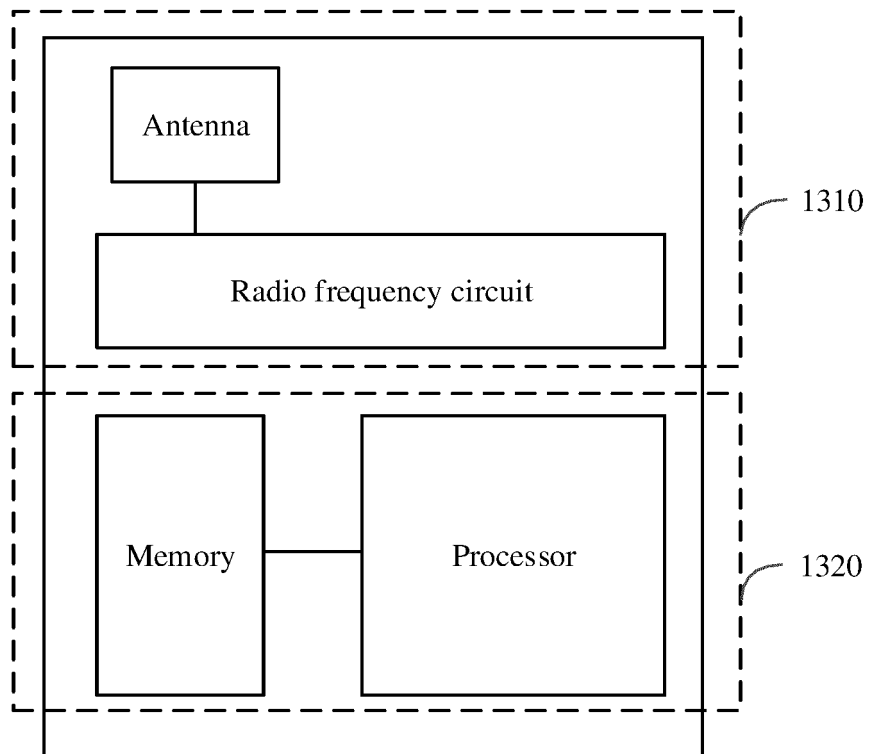 Antenna
1310
Radio frequency circuit
Memory
Processor
1320